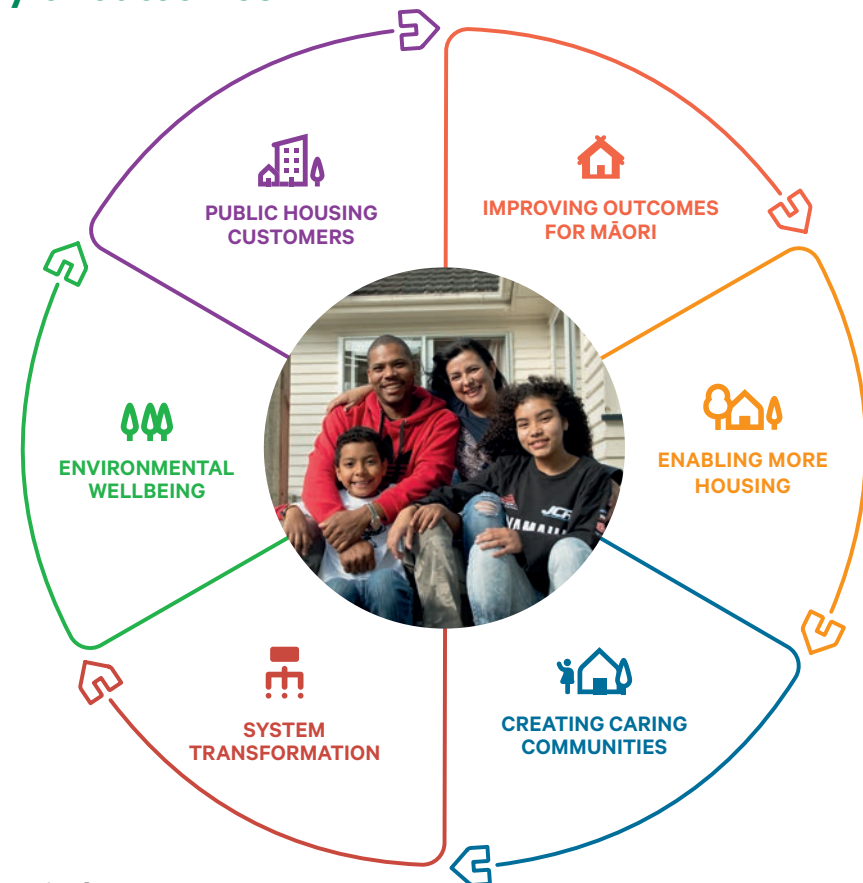 PUBLIC HOUSING
CUSTOMERS
IMPROVING OUTCOMES
FOR MĀORI
ENVIRONMENTAL
WELLBEING
ENABLING MORE
HOUSING
SYSTEM
TRANSFORMATION
CREATING CARING
COMMUNITIES